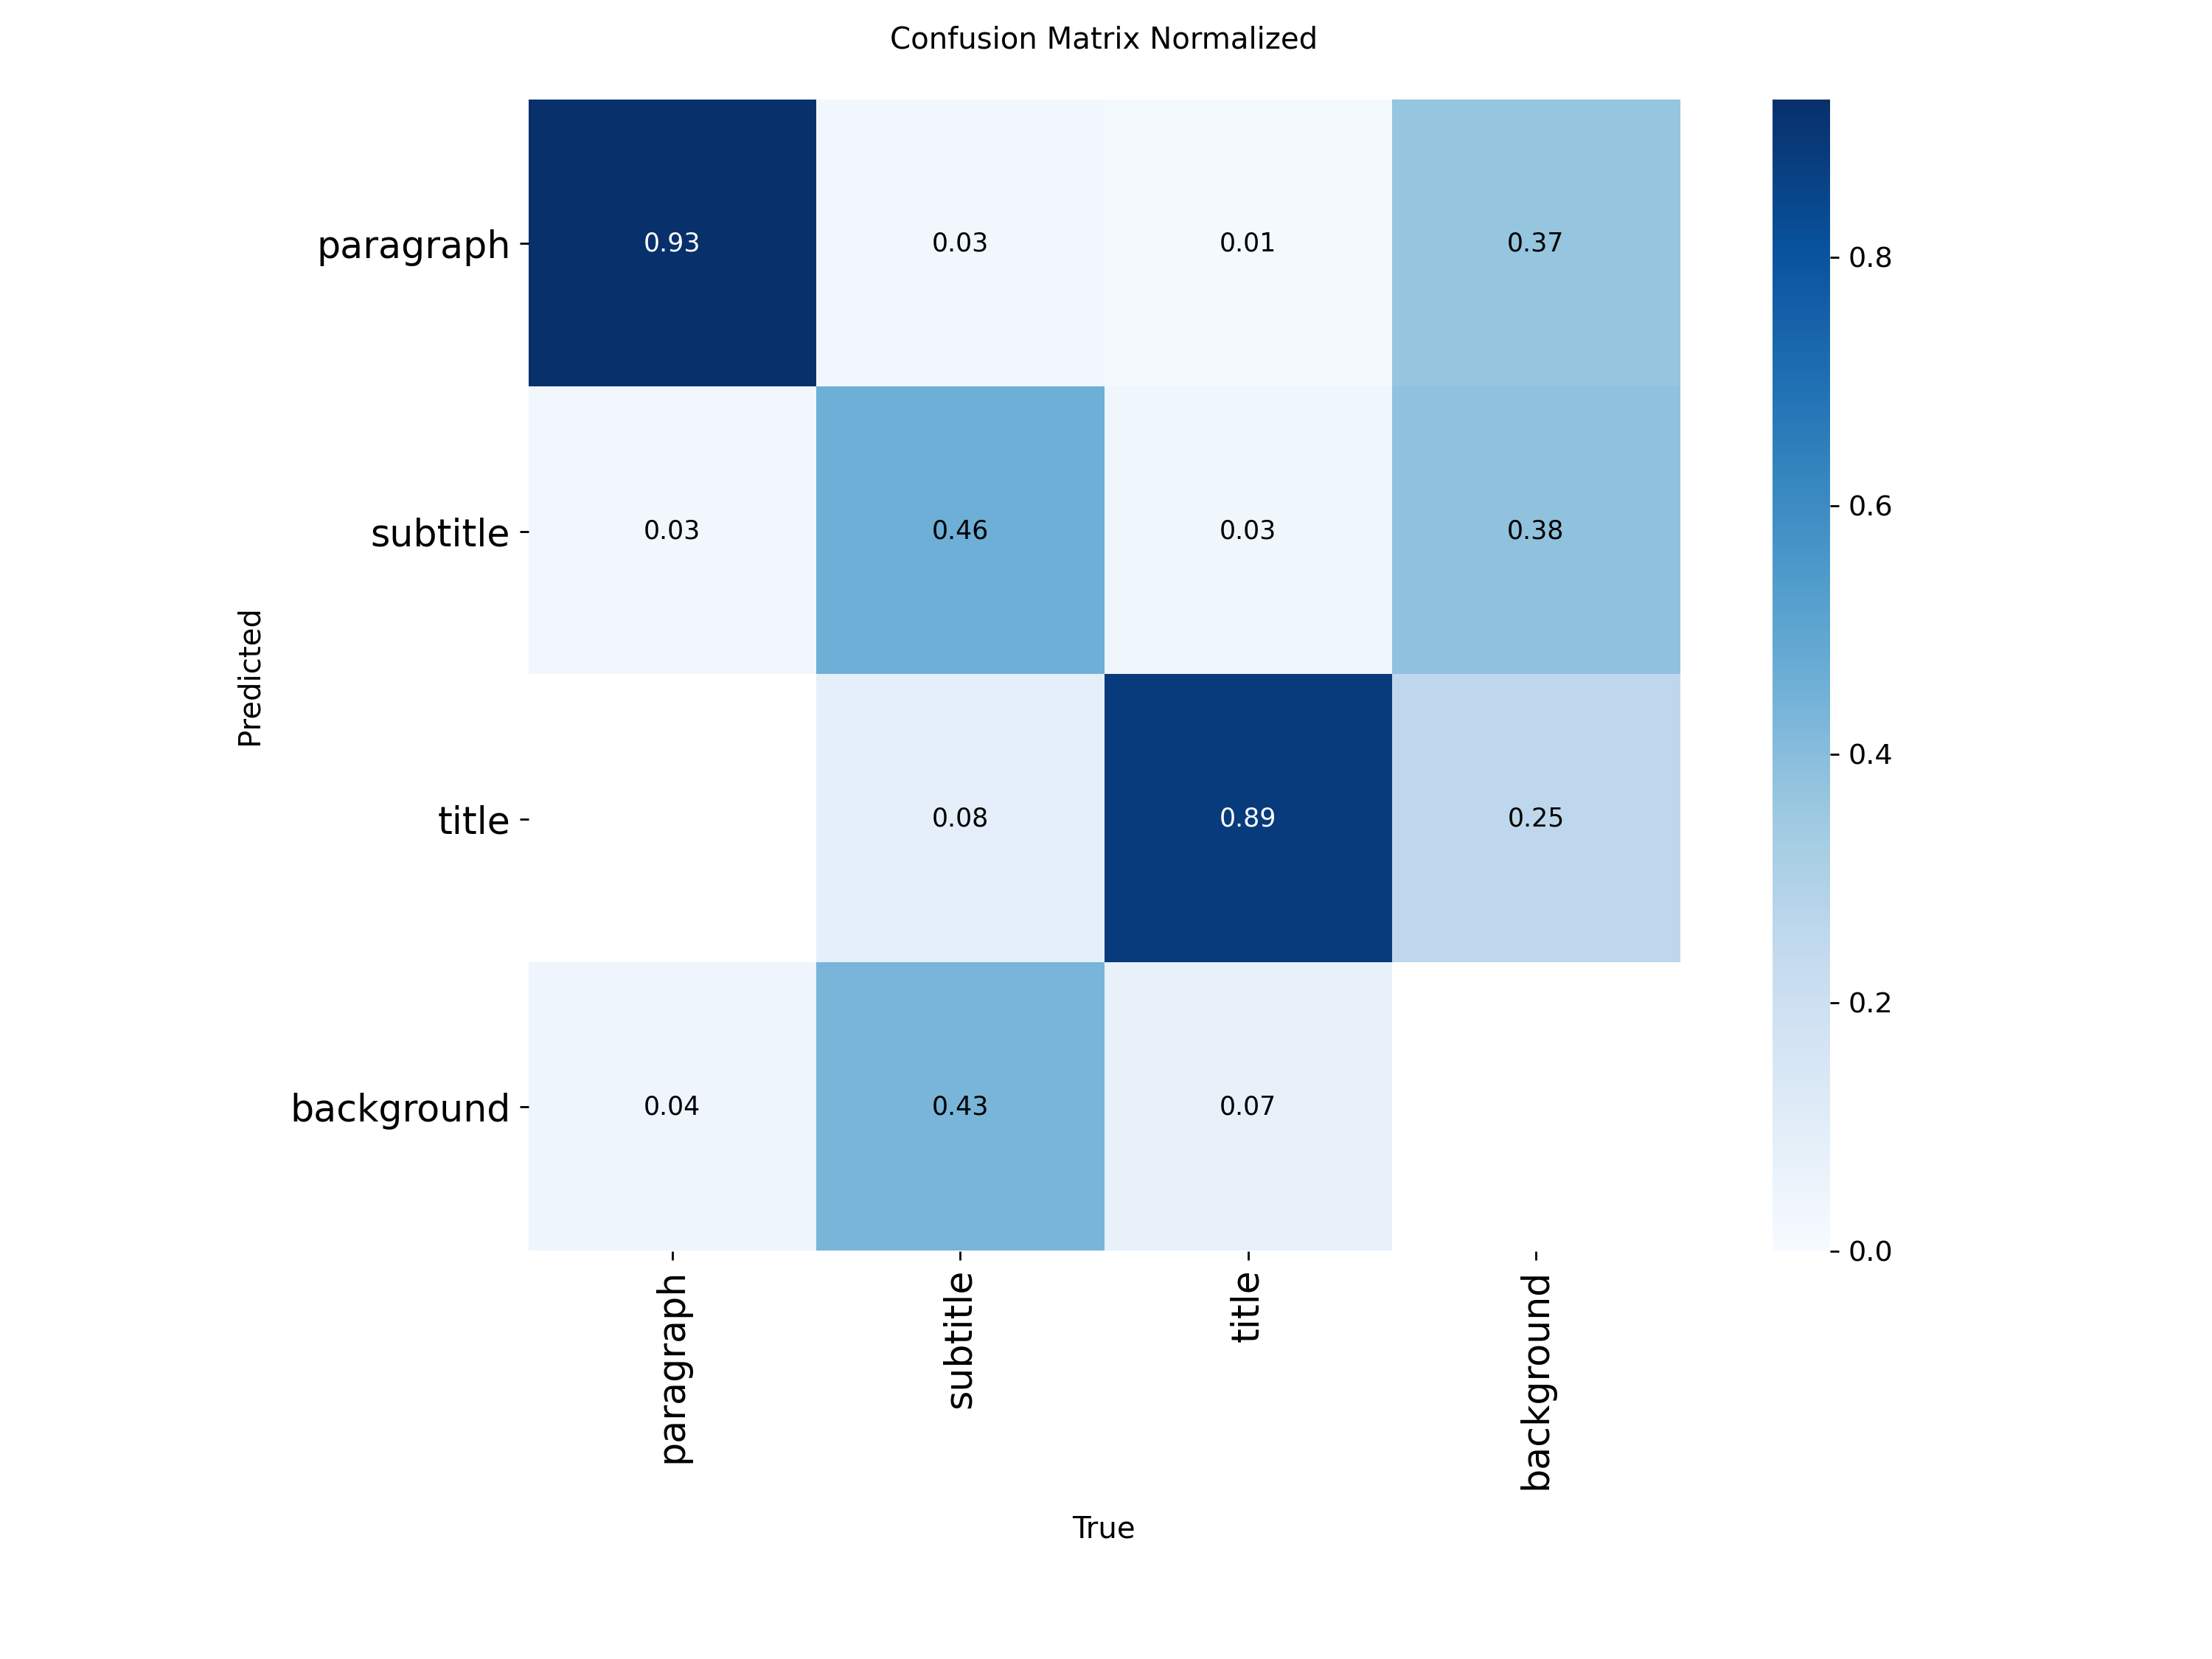 Confusion Matrix Normalized
paragraph 0.93 0.03 0.01 0.37
subtitle 0.03 0.46 0.03 0.38
title 0.08 0.89 0.25
background 0.04 0.43 0.07
Predicted
paragraph
subtitle
title
background
True
0.8
0.6
0.4
0.2
0.0